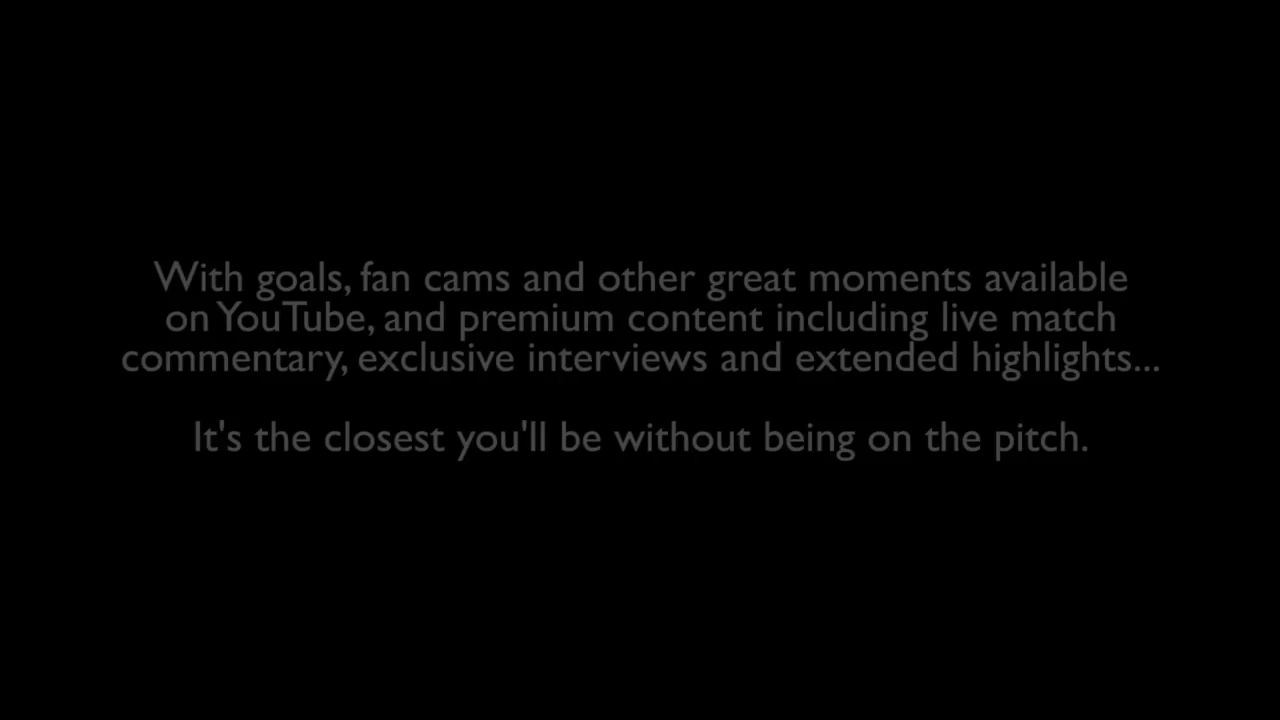 With goals, fan cams and other great moments available
on YouTube, and premium content including live match
commentary, exclusive interviews and extended highlights...
It's the closest you'll be without being on the pitch.